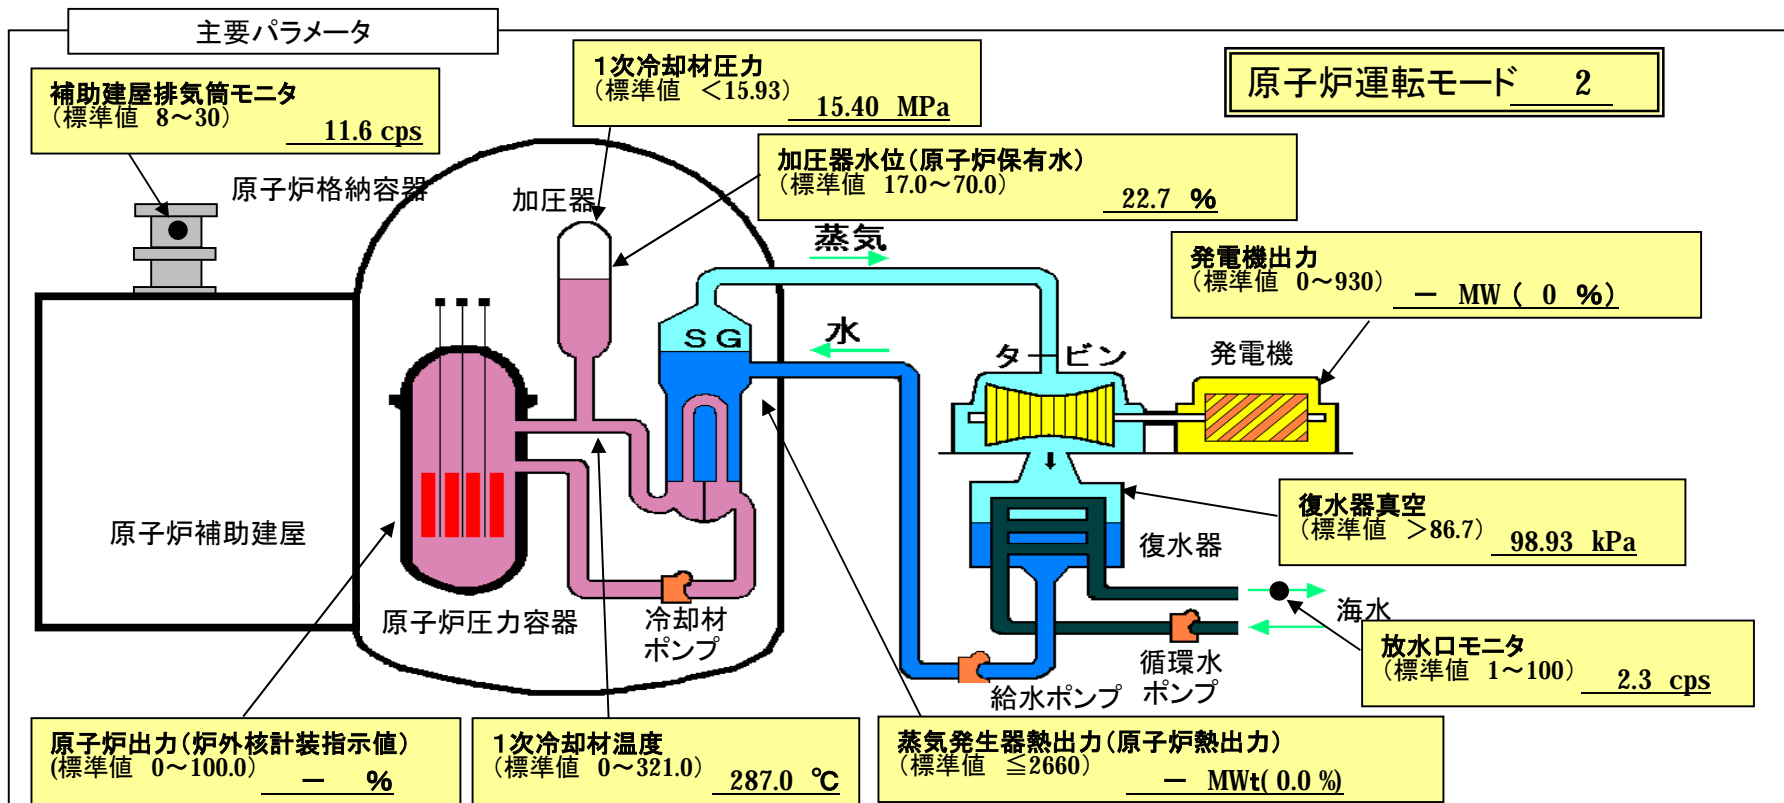 主要パラメータ
補助建屋排気筒モニタ
(標準値 8～30) 11.6 cps
1次冷却材圧力
(標準値 ＜15.93) 15.40 MPa
原子炉運転モード 2
加圧器水位(原子炉保有水)
(標準値 17.0～70.0) 22.7 %
原子炉格納容器
加圧器
蒸気
発電機出力
(標準値 0～930) － MW ( 0 %)
水
SG
タービン
発電機
原子炉補助建屋
復水器真空
(標準値 ＞86.7) 98.93 kPa
復水器
原子炉圧力容器
冷却材
ポンプ
海水
放水口モニタ
(標準値 1～100) 2.3 cps
循環水
ポンプ
給水ポンプ
原子炉出力(炉外核計装指示値)
(標準値 0～100.0) － %
1次冷却材温度
(標準値 0～321.0) 287.0 ℃
蒸気発生器熱出力(原子炉熱出力)
(標準値 ≦2660) － MWt( 0.0 %)